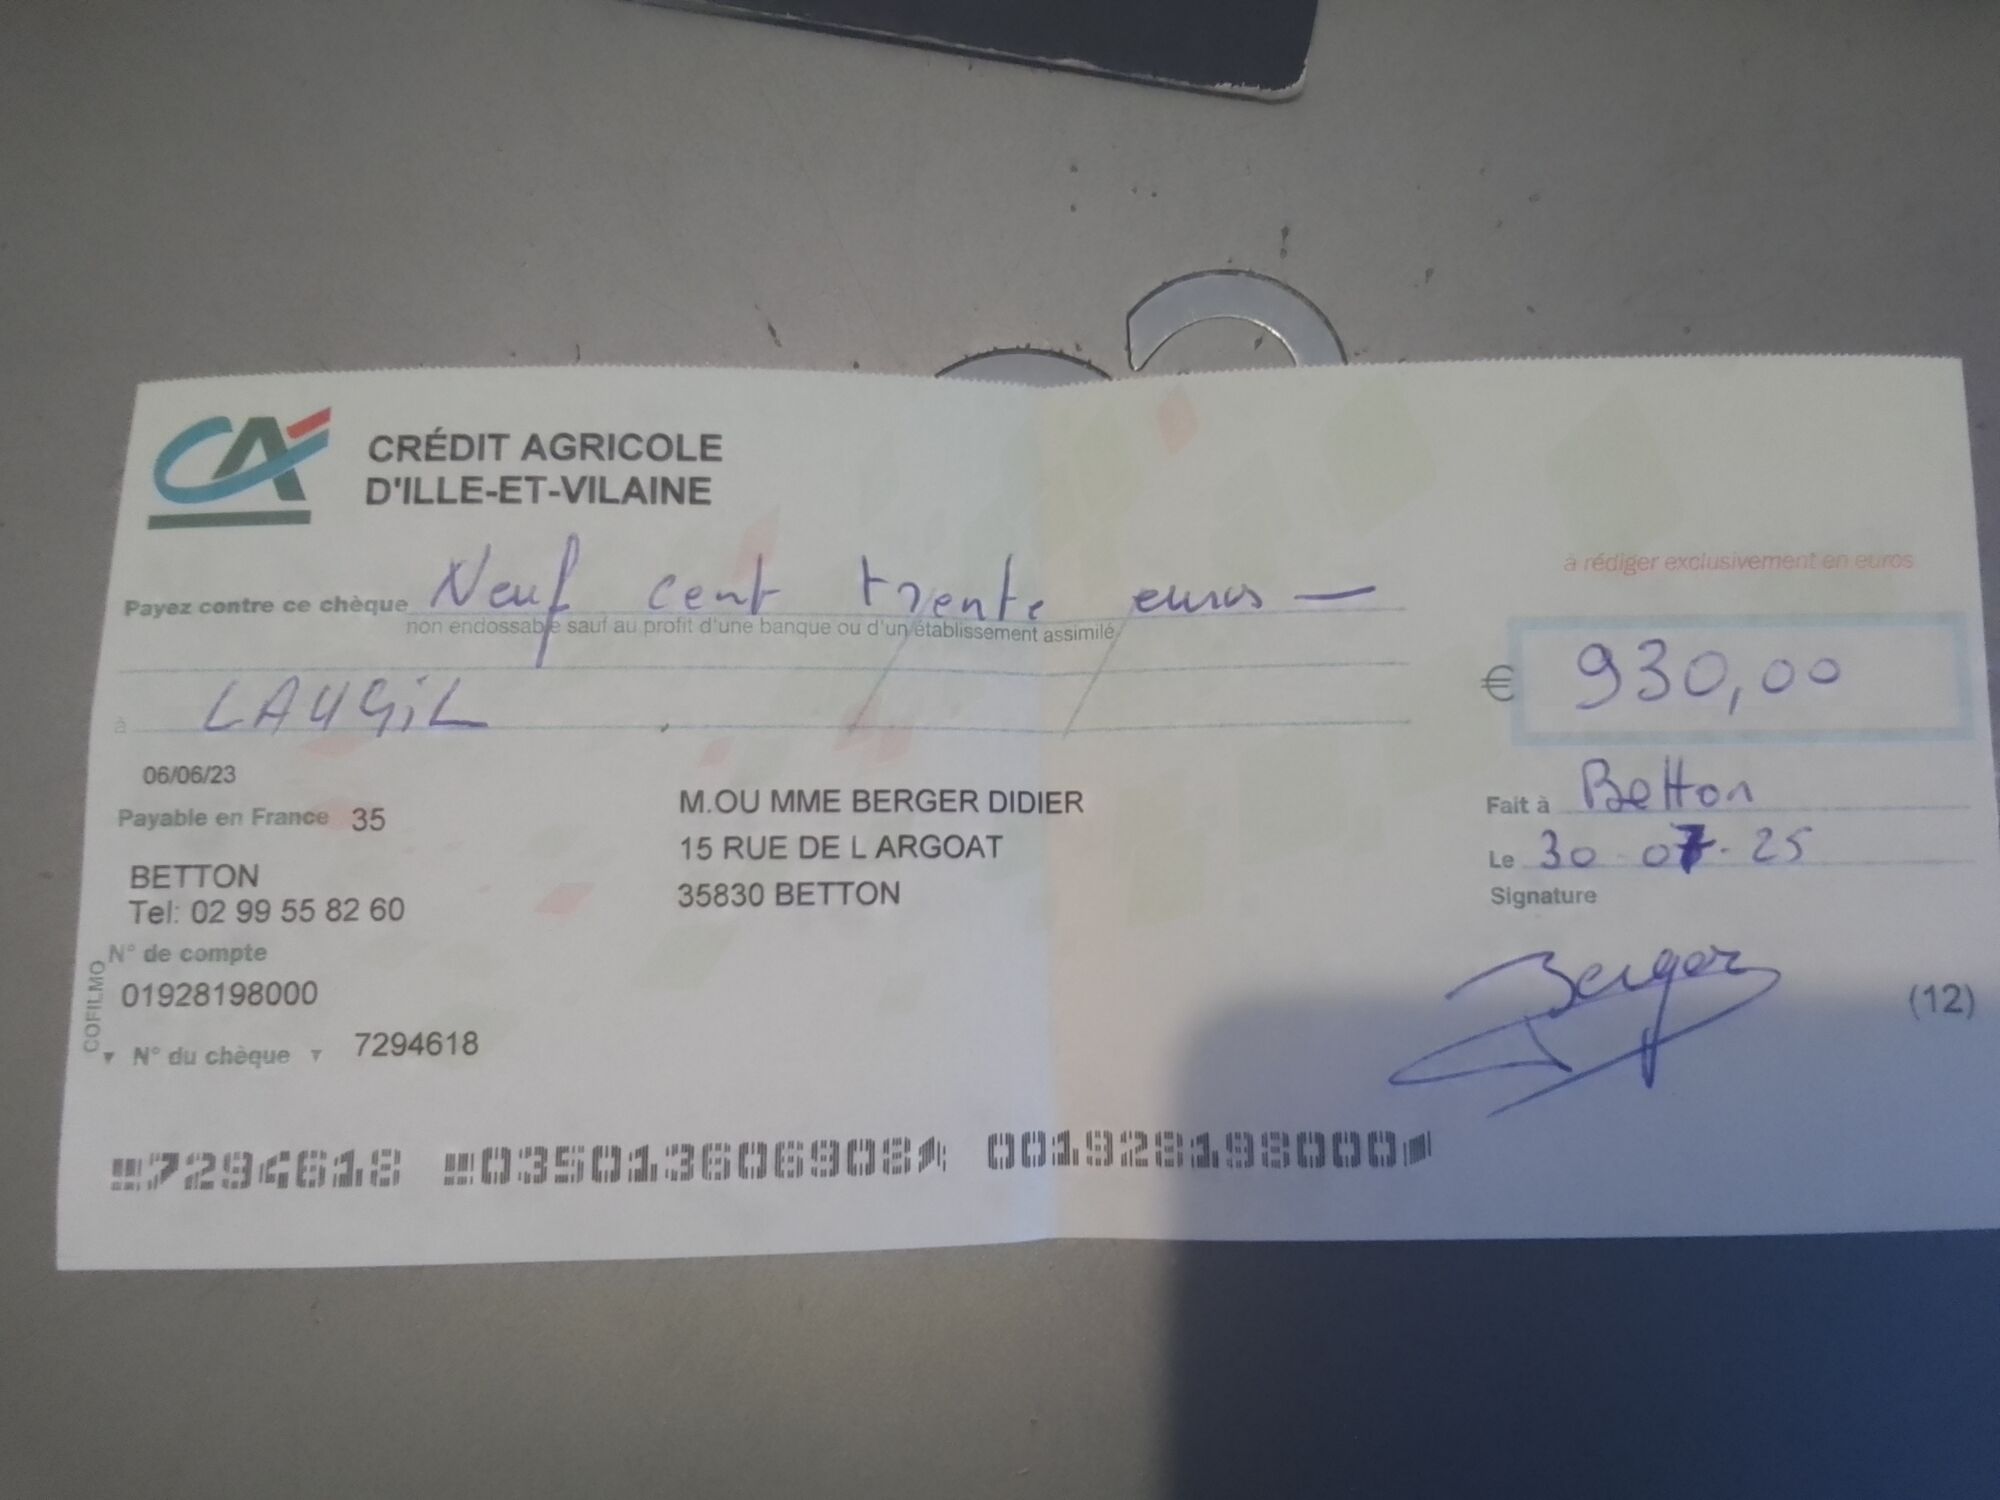 CA
CRÉDIT AGRICOLE
D'ILLE-ET-VILAINE
à rédiger exclusivement en euros
Payez contre ce chèque Neuf cent trente euros —
non endossable sauf au profit d'une banque ou d'un établissement assimilé
€ 930,00
à LAUGIL
06/06/23
Payable en France 35
BETTON
Tel: 02 99 55 82 60
N° de compte
01928198000
COFILMO
N° du chèque 7294618
M.OU MME BERGER DIDIER
15 RUE DE L ARGOAT
35830 BETTON
Fait à Betton
Le 30-07-25
Signature
Berger
(12)
7294618 035013606908 001928198000